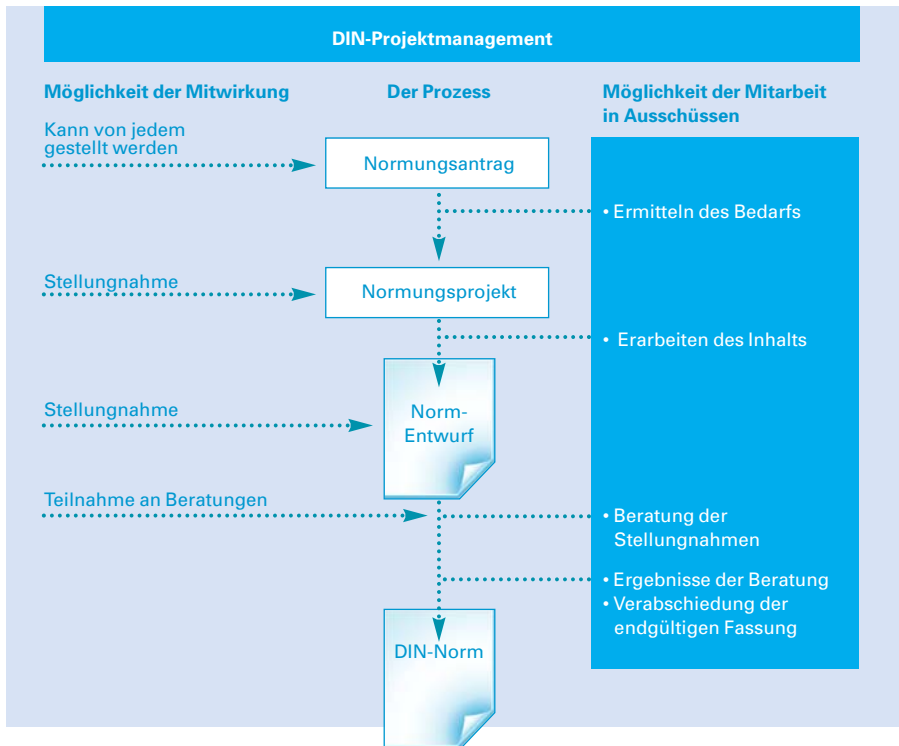 DIN-Projektmanagement
Möglichkeit der Mitwirkung
Der Prozess
Möglichkeit der Mitarbeit
in Ausschüssen
Kann von jedem
gestellt werden
Normungsantrag
• Ermitteln des Bedarfs
Stellungnahme
Normungsprojekt
• Erarbeiten des Inhalts
Stellungnahme
Norm-
Entwurf
Teilnahme an Beratungen
• Beratung der
Stellungnahmen
• Ergebnisse der Beratung
• Verabschiedung der
endgültigen Fassung
DIN-Norm